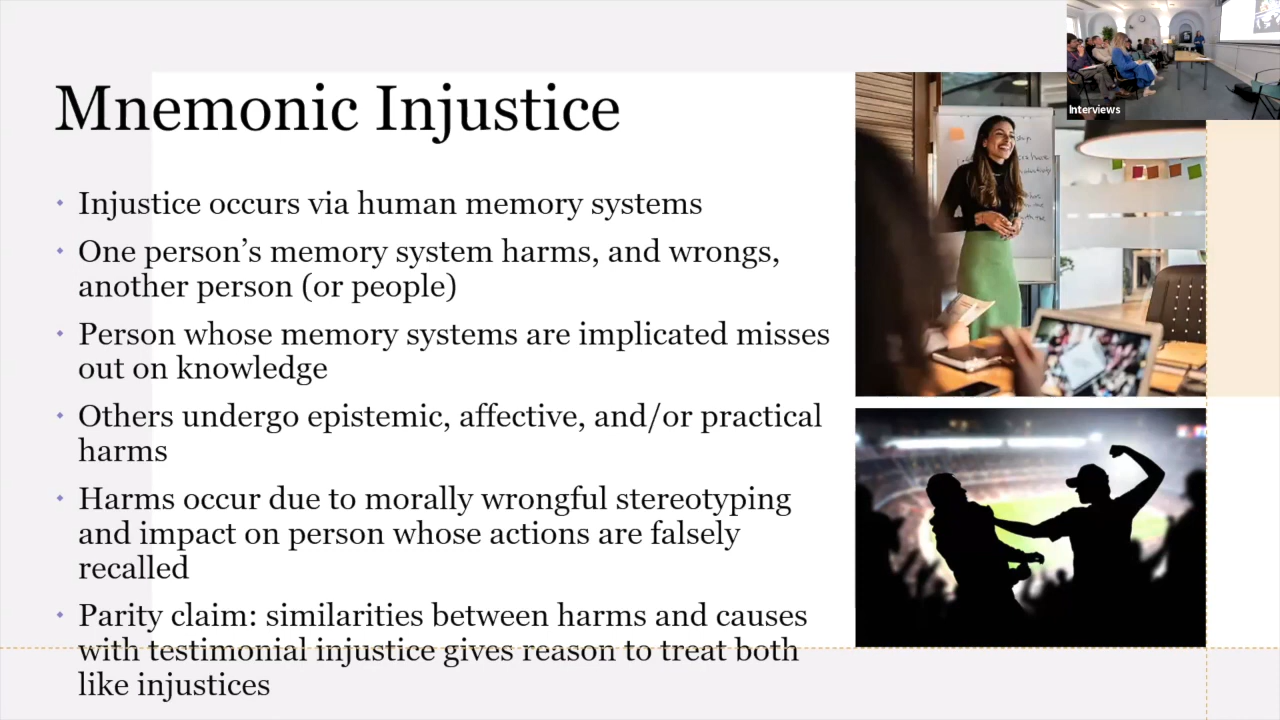 Mnemonic Injustice
Injustice occurs via human memory systems
One person’s memory system harms, and wrongs,
another person (or people)
Person whose memory systems are implicated misses
out on knowledge
Others undergo epistemic, affective, and/or practical
harms
Harms occur due to morally wrongful stereotyping
and impact on person whose actions are falsely
recalled
Parity claim: similarities between harms and causes
with testimonial injustice gives reason to treat both
like injustices
Interviews